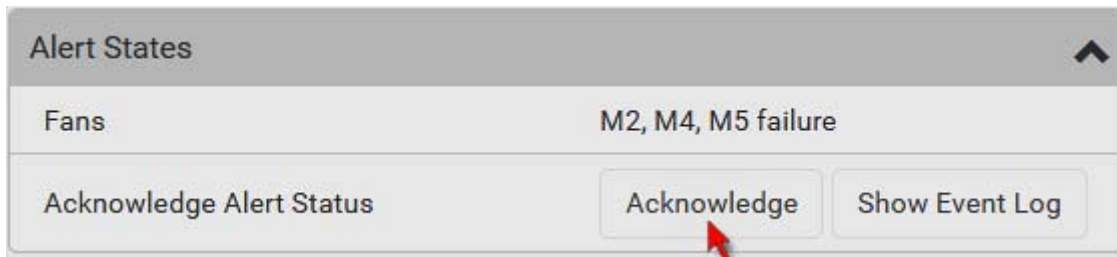 Alert States
Fans M2, M4, M5 failure
Acknowledge Alert Status Acknowledge Show Event Log